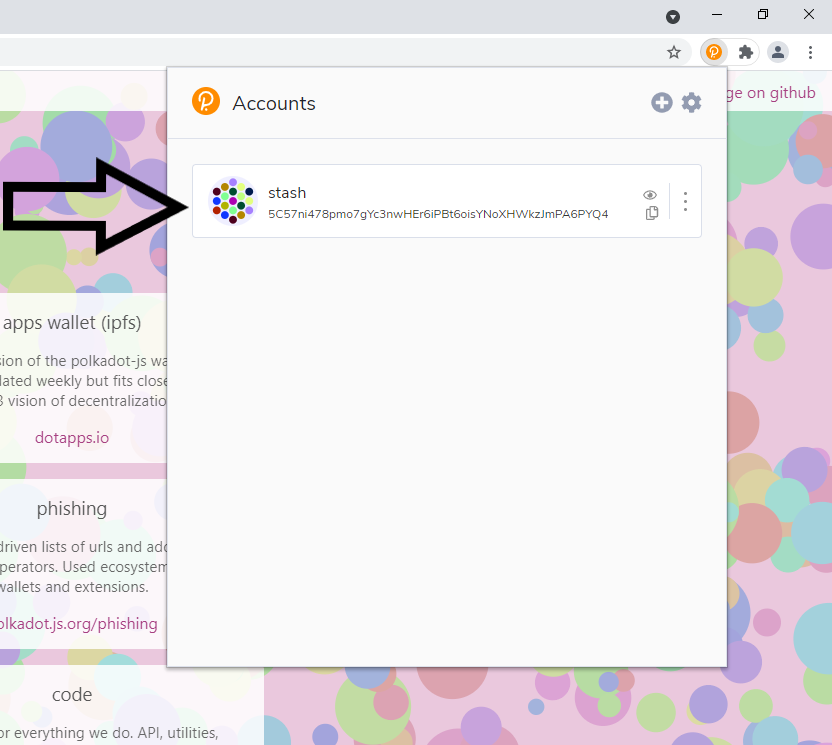 ge on github
Accounts
stash
5C57ni478pmo7gYc3nwHEr6iPBt6oisYNoXHWkzJmPA6PYQ4
apps wallet (ipfs)
sion of the polkadot-js wa
lated weekly but fits close
3 vision of decentralizatio
dotapps.io
phishing
driven lists of urls and add
perators. Used ecosystem
wallets and extensions.
olkadot.js.org/phishing
code
or everything we do. API, utilities,